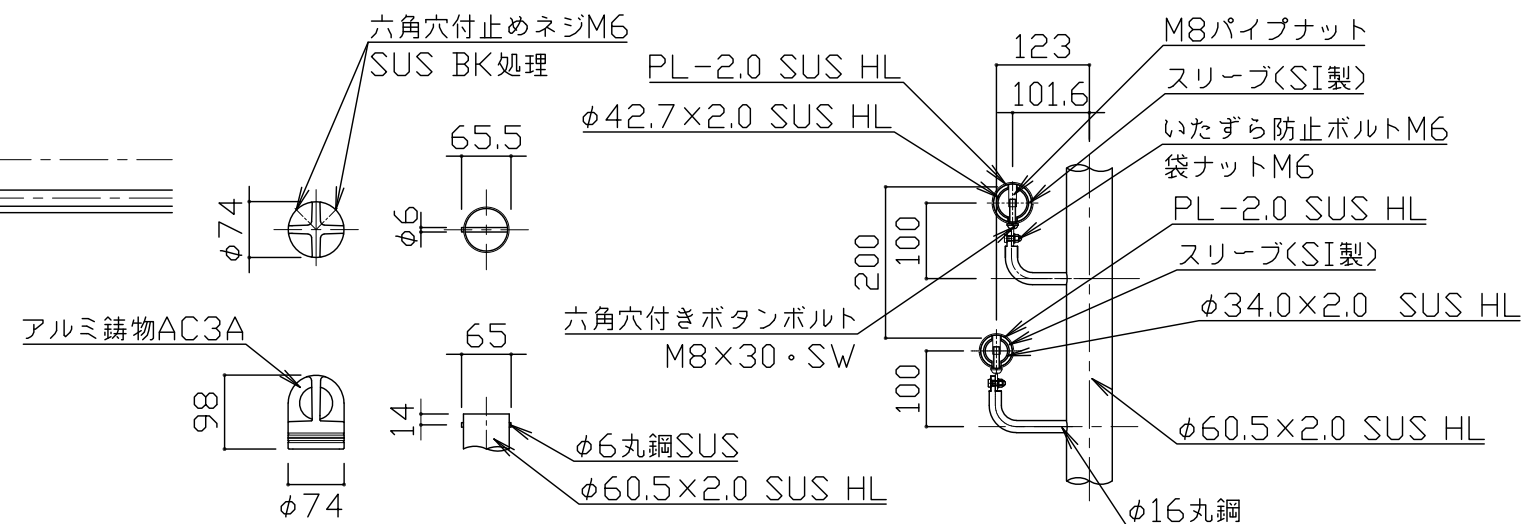 六角穴付止めネジM6
SUS BK処理
φ74
65.5
φ6
アルミ鋳物AC3A
98
φ74
65
14
φ6丸鋼SUS
φ60.5×2.0 SUS HL
PL-2.0 SUS HL
φ42.7×2.0 SUS HL
123
101.6
M8パイプナット
スリーブ(SI製)
いたずら防止ボルトM6
袋ナットM6
PL-2.0 SUS HL
スリーブ(SI製)
φ34.0×2.0 SUS HL
200
100
六角穴付きボタンボルト
M8×30・SW
100
φ60.5×2.0 SUS HL
φ16丸鋼